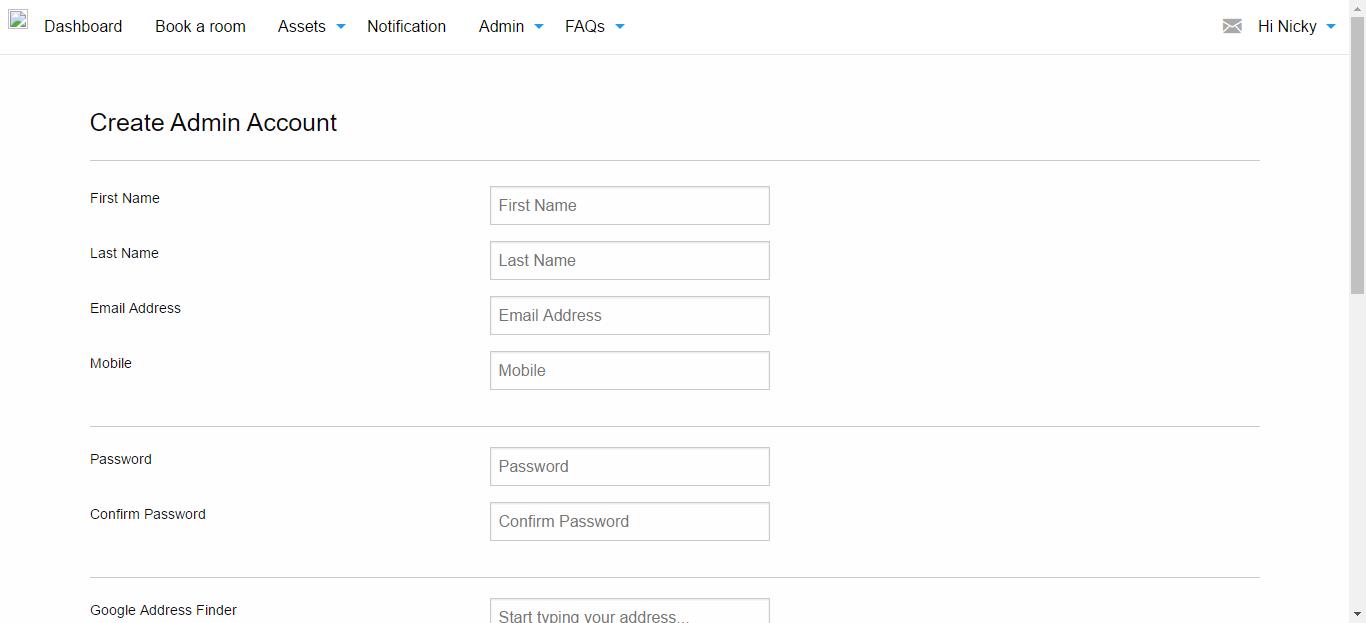 Dashboard Book a room Assets Notification Admin FAQs Hi Nicky
Create Admin Account
First Name First Name
Last Name Last Name
Email Address Email Address
Mobile Mobile
Password Password
Confirm Password Confirm Password
Google Address Finder Start typing your address...